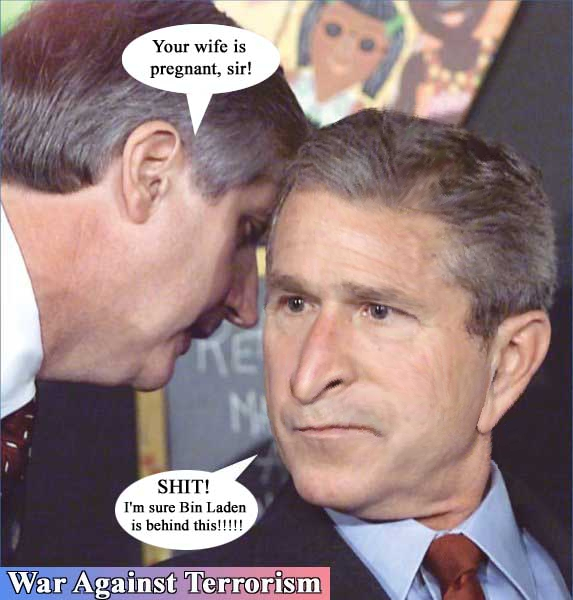 Your wife is
pregnant, sir!
SHIT!
I'm sure Bin Laden
is behind this!!!!!
War Against Terrorism